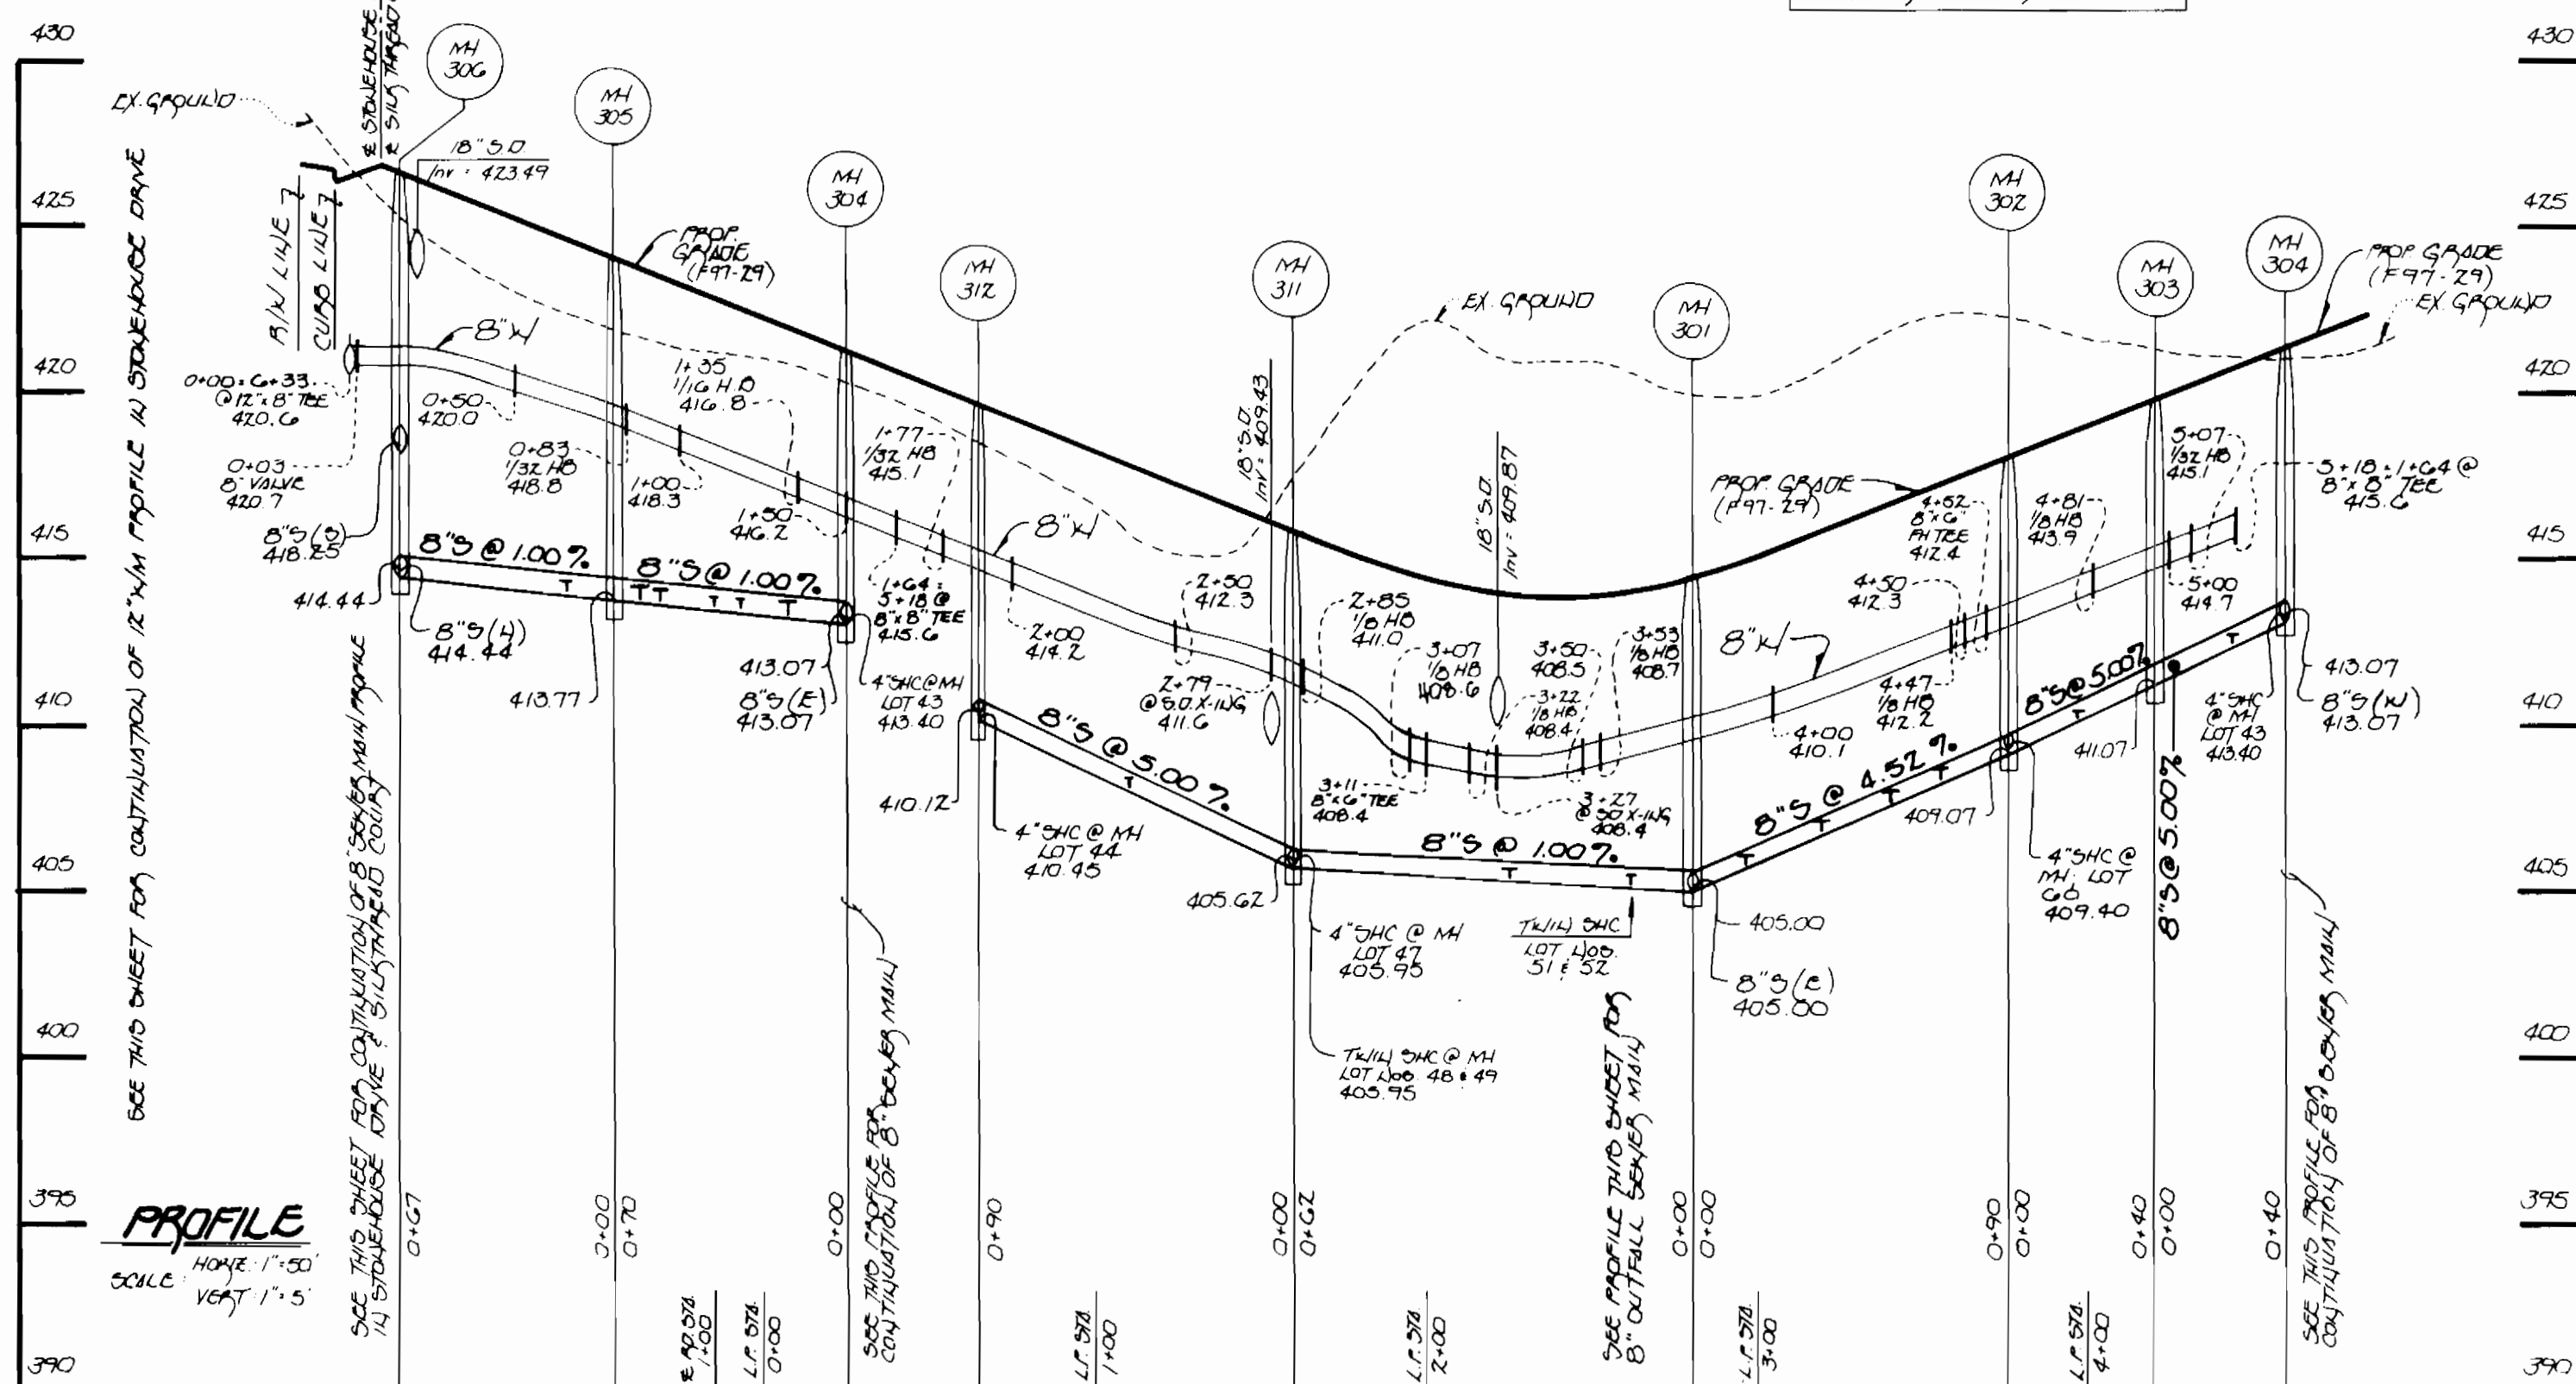 430
425
420
415
410
405
400
395
390
430
425
420
415
410
405
400
395
390
SEE THIS SHEET FOR CONTINUATION OF 12"W/M PROFILE IN STONEHOUSE DRIVE
EX. GROUND
R/W LINE
CURB LINE
℄ STONEHOUSE
℄ SILK THREAD
MH
306
18" S.D.
Inv = 423.49
MH
305
PROP.
GRADE
(F97-29)
MH
304
MH
312
MH
311
EX. GROUND
MH
301
MH
302
MH
303
MH
304
PROP. GRADE
(F97-29)
EX. GROUND
8"W
0+00=6+33
@12"x8" TEE
420.6
0+03
8" VALVE
420.7
0+50
420.0
0+83
1/32 HB
418.8
1+00
418.3
1+35
1/16 H.B
416.8
1+50
416.2
1+77
1/32 HB
415.1
1+64=
5+18 @
8"x8" TEE
415.6
8"W
2+00
414.2
2+50
412.3
2+79
@ S.D. X-ING
411.6
18" S.D.
Inv = 409.43
2+85
1/8 HB
411.0
3+07
1/8 HB
408.6
3+11
8"x6" TEE
408.4
18" S.D.
Inv = 409.87
3+22
1/8 HB
408.4
3+27
@ SD X-ING
408.4
3+50
408.5
3+53
1/8 HB
408.7
8"W
4+00
410.1
PROP. GRADE
(F97-29)
4+47
1/8 HB
412.2
4+50
412.3
4+52
8"x6"
FH TEE
412.4
4+81
1/8 HB
413.9
5+00
414.7
5+07
1/32 HB
415.1
5+18=1+64 @
8"x8" TEE
415.6
8"S(S)
418.25
414.44
8"S(N)
414.44
8"S @ 1.00%
8"S @ 1.00%
413.77
413.07
8"S(E)
413.07
4"SHC@MH
LOT 43
413.40
410.12
4"SHC @ MH
LOT 44
410.45
8"S @ 5.00%
405.62
4"SHC @ MH
LOT 47
405.95
TWIN SHC @ MH
LOT NOS. 48 & 49
405.95
8"S @ 1.00%
TWIN SHC
LOT NOS.
51 & 52
405.00
8"S(E)
405.00
8"S @ 4.52%
409.07
4"SHC @
MH, LOT
60
409.40
8"S@5.00%
411.07
8"S@5.00%
4"SHC
@ MH
LOT 43
413.40
413.07
8"S(W)
413.07
SEE THIS SHEET FOR CONTINUATION OF 8" SEWER MAIN PROFILE
IN STONEHOUSE DRIVE & SILKTHREAD COURT
SEE THIS PROFILE FOR
CONTINUATION OF 8" SEWER MAIN
SEE PROFILE THIS SHEET FOR
8" OUTFALL SEWER MAIN
SEE THIS PROFILE FOR
CONTINUATION OF 8" SEWER MAIN
PROFILE
SCALE: HORIZ: 1"=50'
VERT: 1"=5'
0+67
0+00
0+70
0+00
0+90
0+00
0+62
0+00
0+00
0+90
0+00
0+40
0+00
0+40
℄ RD. STA.
1+00
L.P. STA.
0+00
L.P. STA.
1+00
L.P. STA.
2+00
L.P. STA.
3+00
L.P. STA.
4+00